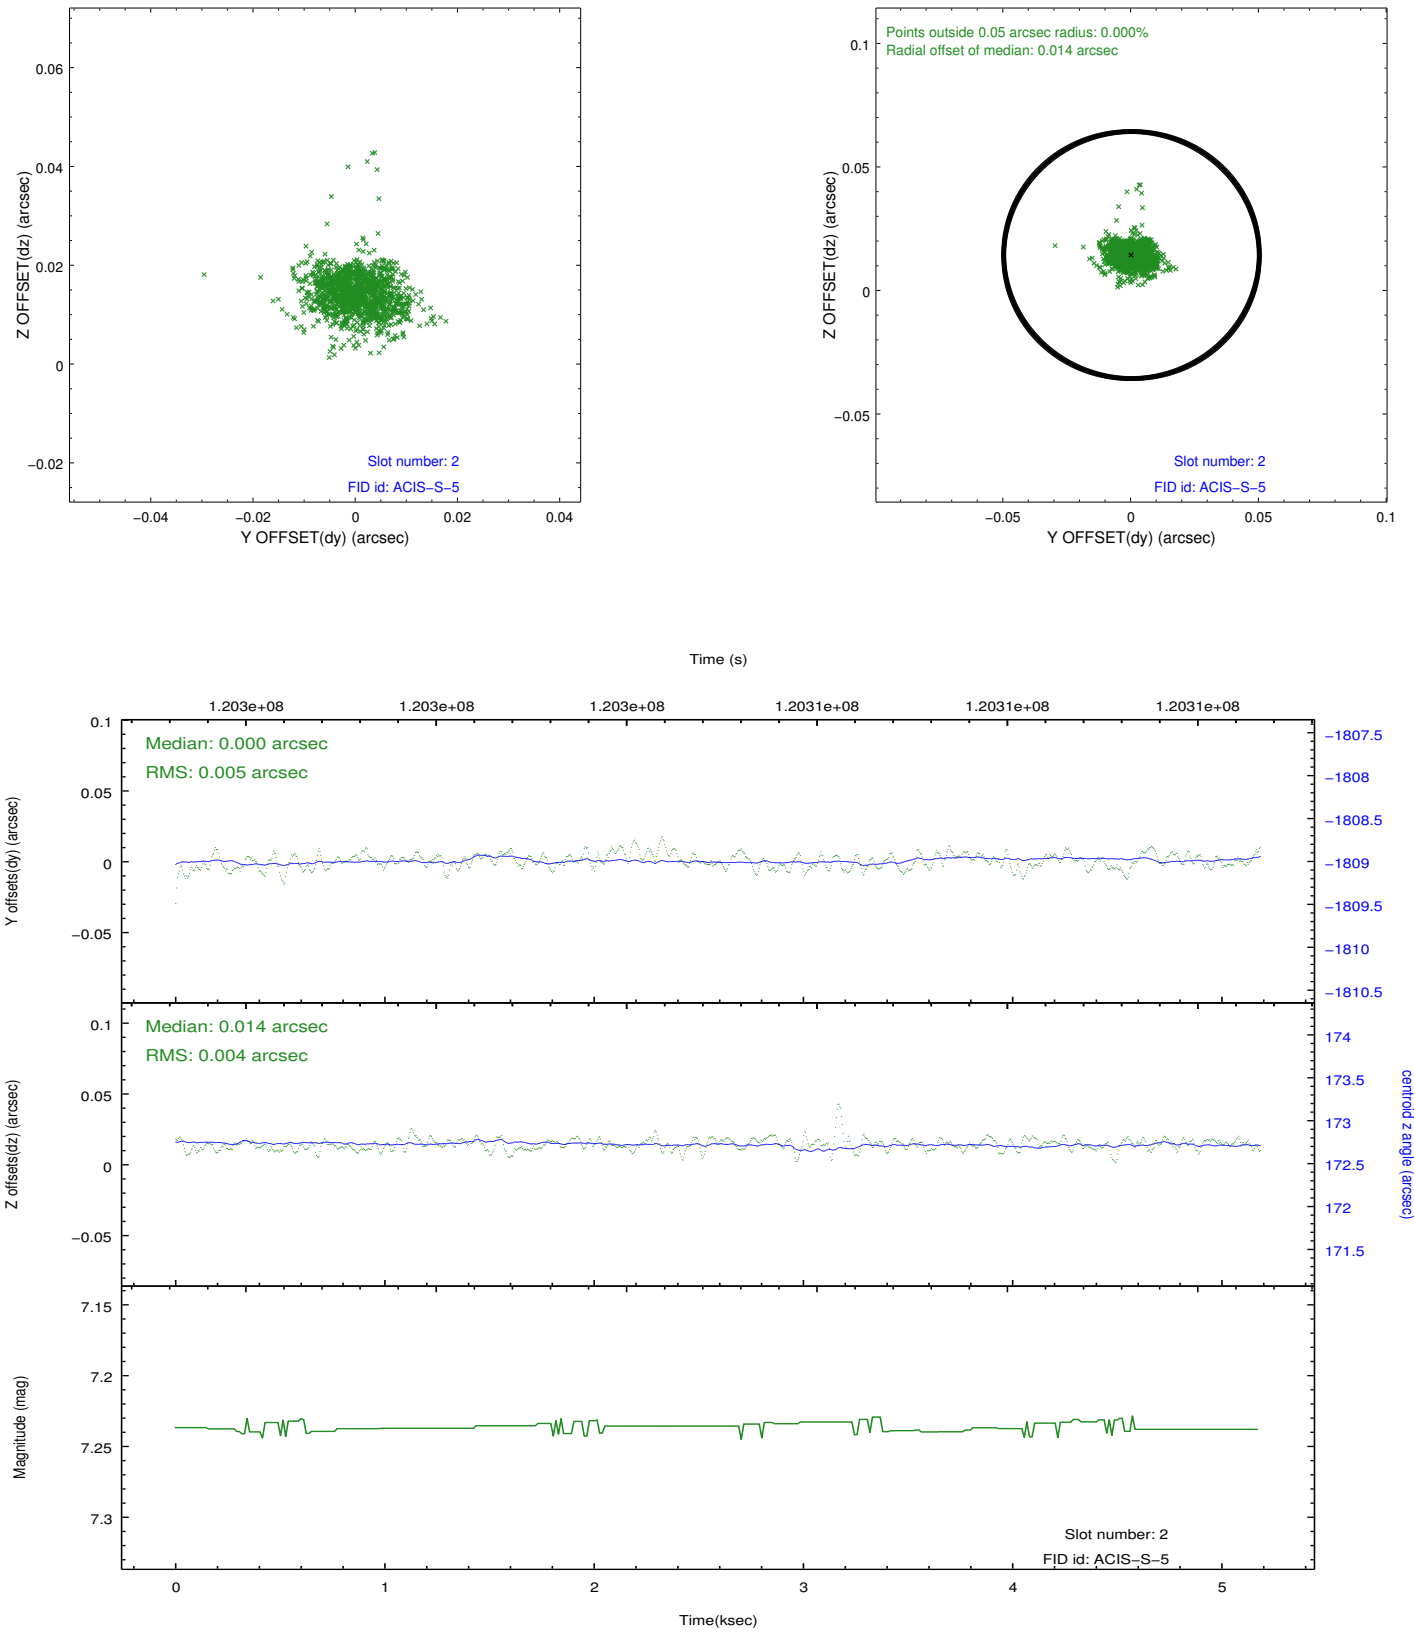 0.06
0.04
0.02
0
−0.02
Z OFFSET(dz) (arcsec)
Slot number: 2
FID id: ACIS−S−5
−0.04 −0.02 0 0.02 0.04
Y OFFSET(dy) (arcsec)
Points outside 0.05 arcsec radius: 0.000%
Radial offset of median: 0.014 arcsec
0.1
0.05
0
−0.05
Z OFFSET(dz) (arcsec)
Slot number: 2
FID id: ACIS−S−5
−0.05 0 0.05 0.1
Y OFFSET(dy) (arcsec)
Time (s)
1.203e+08 1.203e+08 1.203e+08 1.2031e+08 1.2031e+08 1.2031e+08
Median: 0.000 arcsec
RMS: 0.005 arcsec
0.1
0.05
0
−0.05
Y offsets(dy) (arcsec)
−1807.5
−1808
−1808.5
−1809
−1809.5
−1810
−1810.5
Median: 0.014 arcsec
RMS: 0.004 arcsec
0.1
0.05
0
−0.05
Z offsets(dz) (arcsec)
174
173.5
173
172.5
172
171.5
centroid z angle (arcsec)
7.15
7.2
7.25
7.3
Magnitude (mag)
Slot number: 2
FID id: ACIS−S−5
0 1 2 3 4 5
Time(ksec)